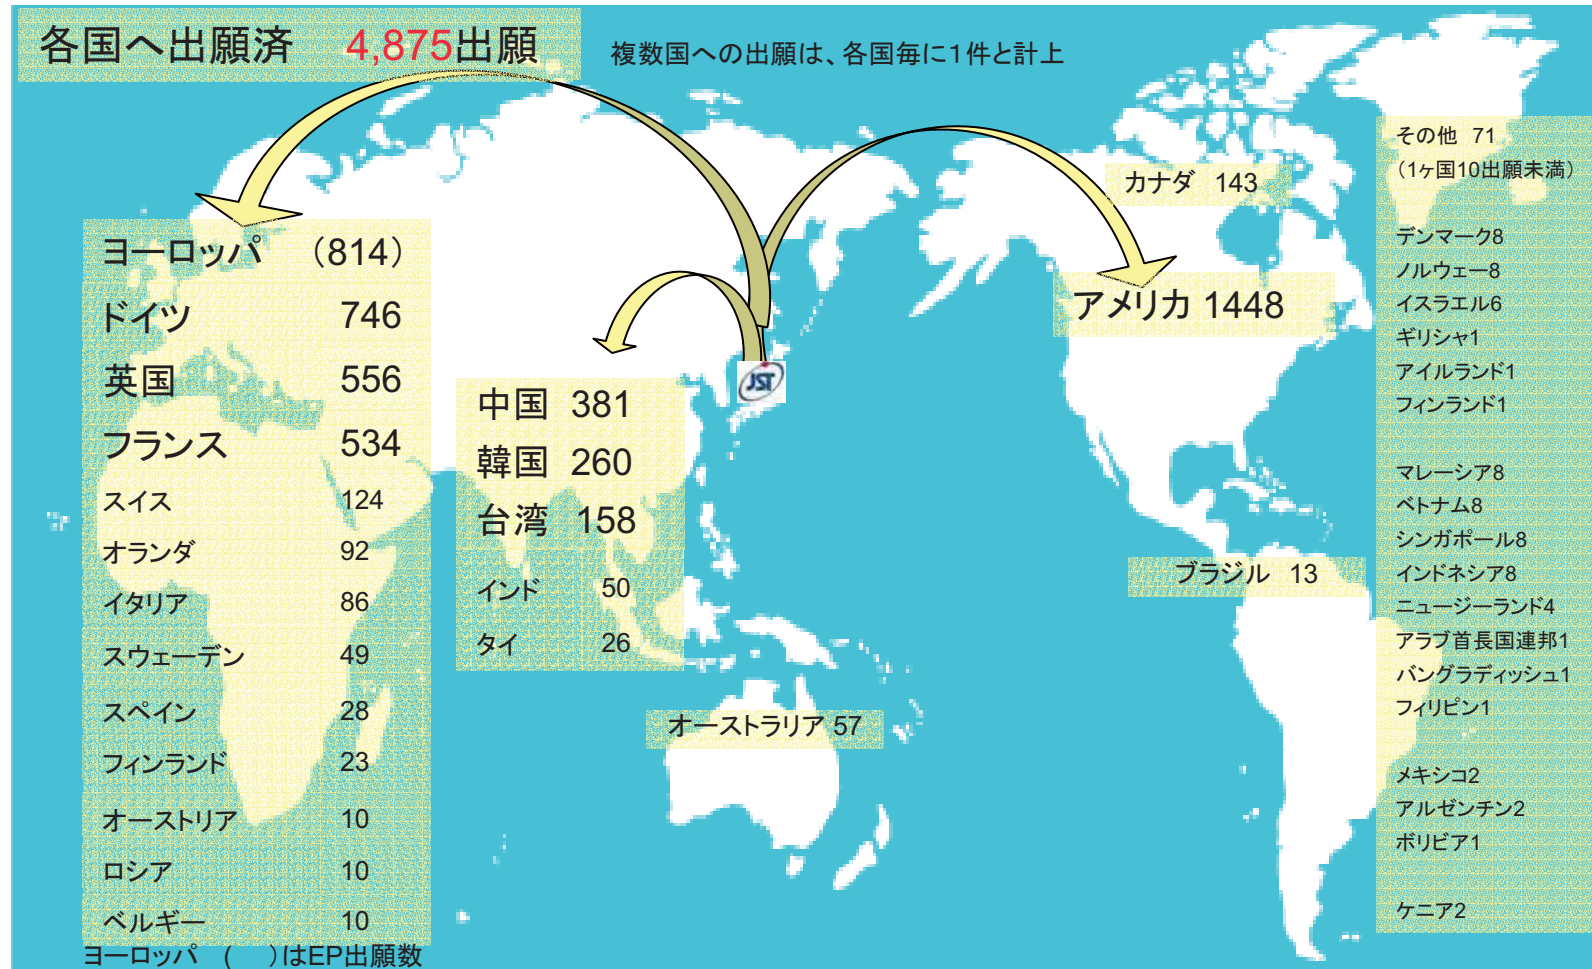 各国へ出願済 4,875出願
複数国への出願は、各国毎に１件と計上
ヨーロッパ （814）
ドイツ 746
英国 556
フランス 534
スイス 124
オランダ 92
イタリア 86
スウェーデン 49
スペイン 28
フィンランド 23
オーストリア 10
ロシア 10
ベルギー 10
ヨーロッパ （ ）はEP出願数
中国 381
韓国 260
台湾 158
インド 50
タイ 26
JST
オーストラリア 57
カナダ 143
アメリカ 1448
ブラジル 13
その他 71
（1ヶ国10出願未満）
デンマーク8
ノルウェー8
イスラエル6
ギリシャ1
アイルランド1
フィンランド1
マレーシア8
ベトナム8
シンガポール8
インドネシア8
ニュージーランド4
アラブ首長国連邦1
バングラディッシュ1
フィリピン1
メキシコ2
アルゼンチン2
ボリビア1
ケニア2